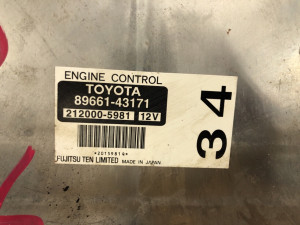 ENGINE CONTROL
TOYOTA
89661-43171
212000-5981 12V
34
FUJITSU TEN LIMITED MADE IN JAPAN